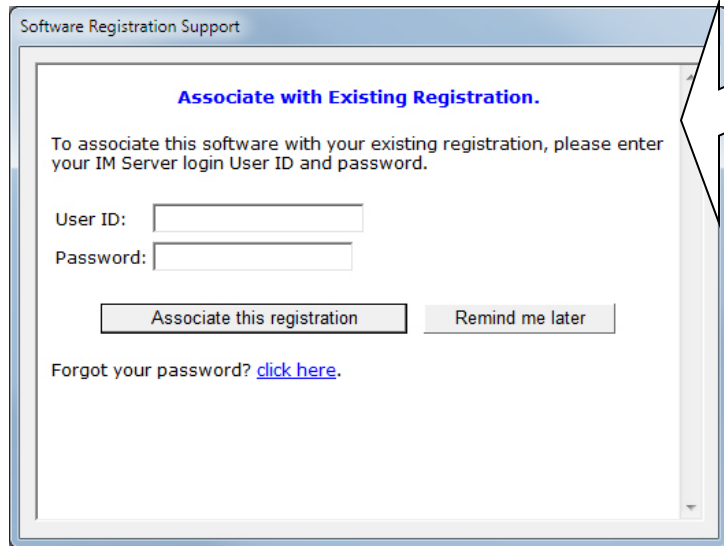 Software Registration Support
Associate with Existing Registration.
To associate this software with your existing registration, please enter
your IM Server login User ID and password.
User ID:
Password:
Associate this registration Remind me later
Forgot your password? click here.